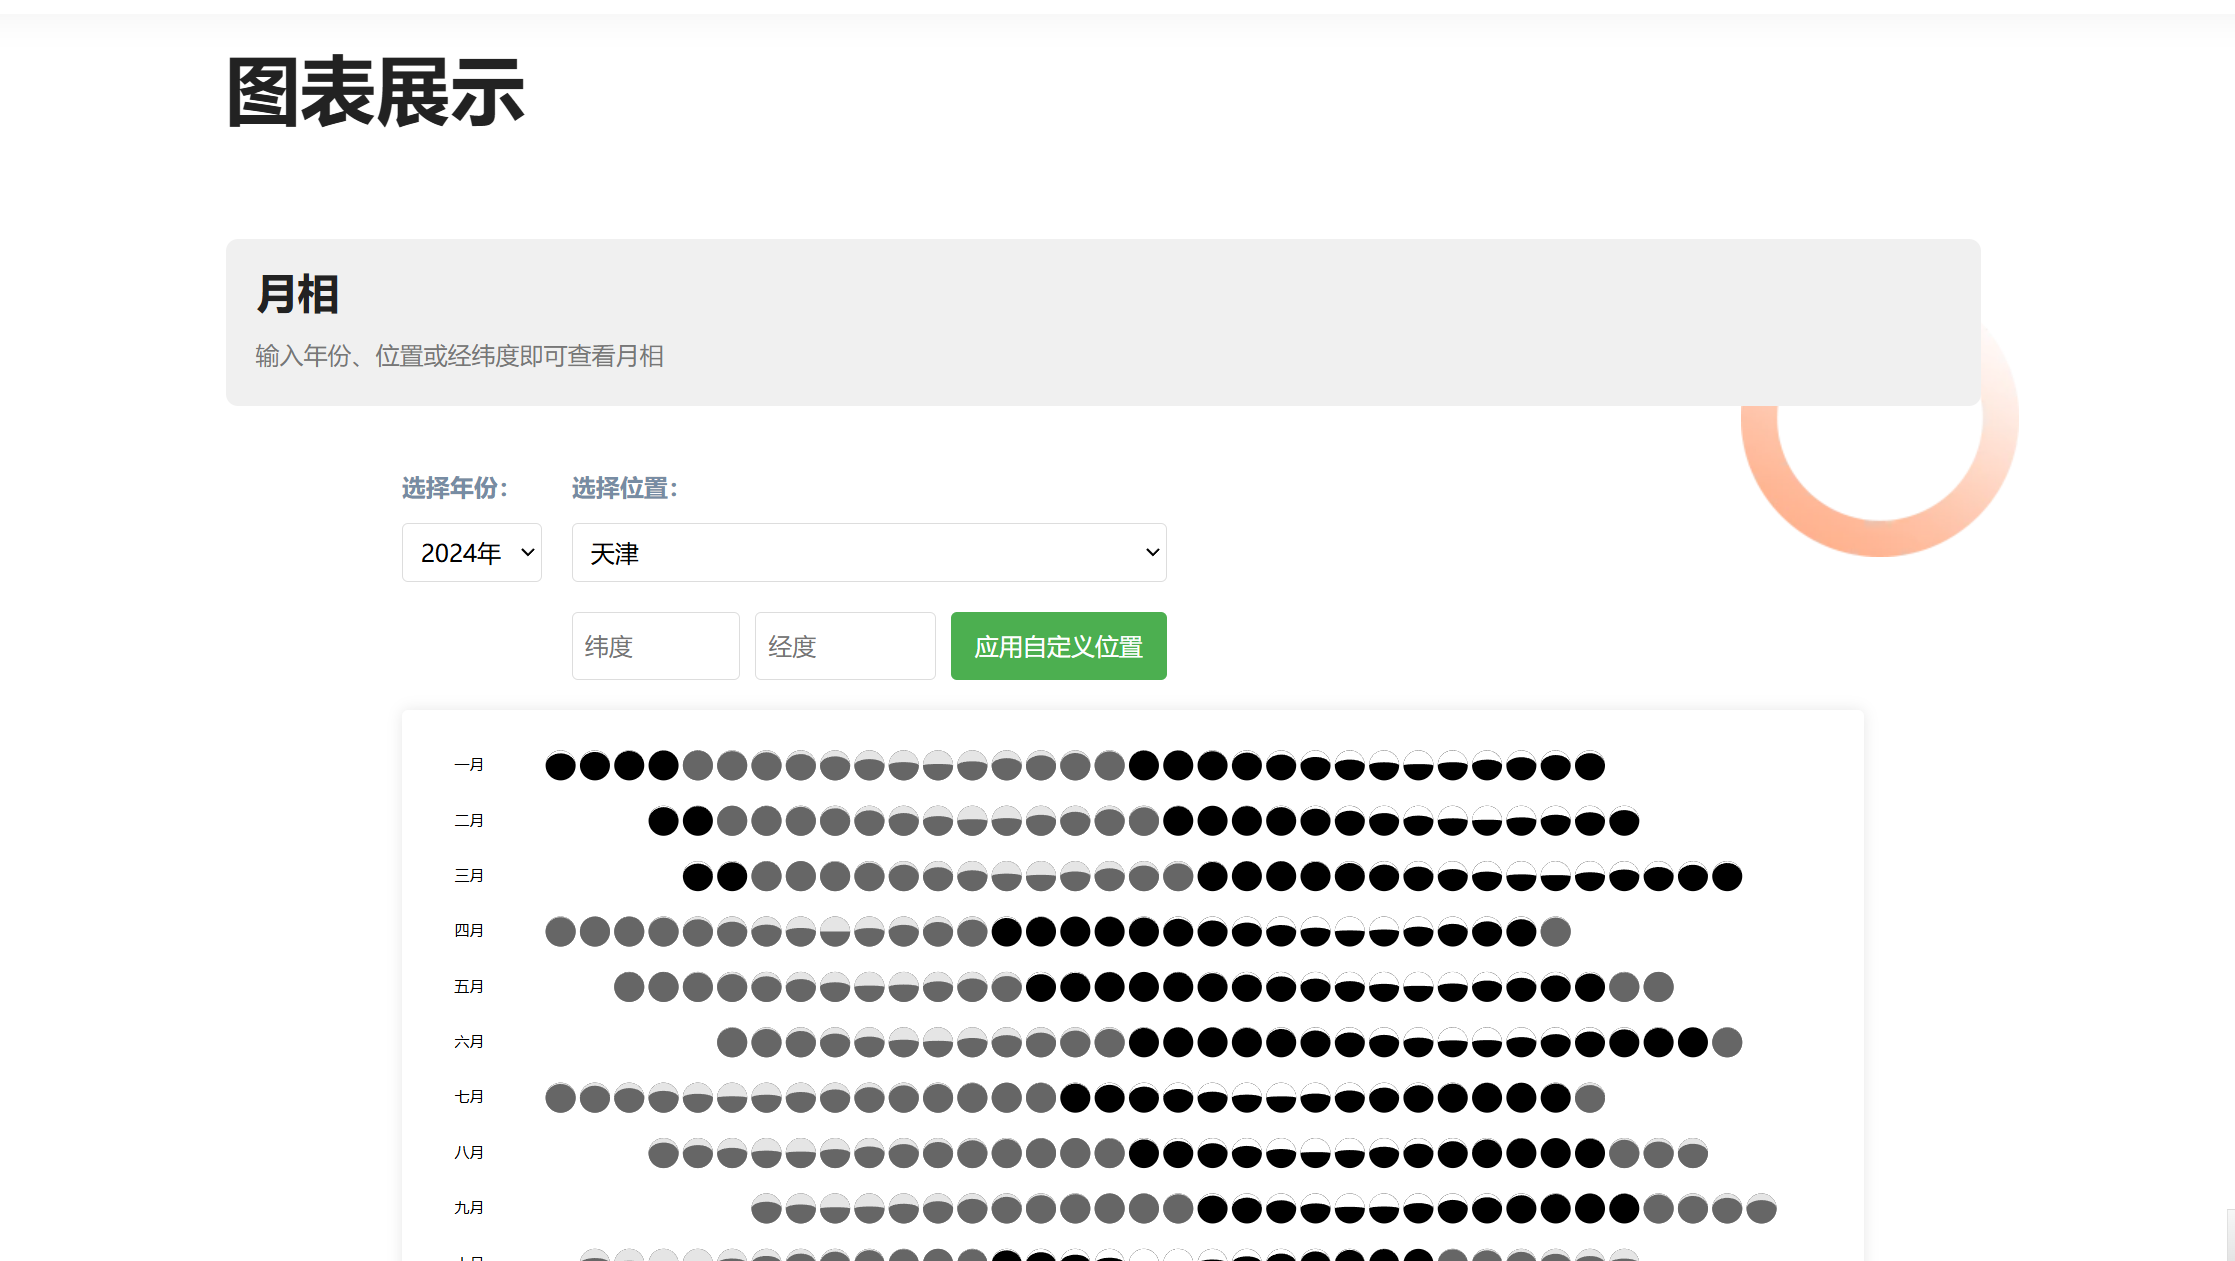 图表展示
月相
输入年份、位置或经纬度即可查看月相
选择年份：
选择位置：
2024年
天津
纬度
经度
应用自定义位置
一月
二月
三月
四月
五月
六月
七月
八月
九月